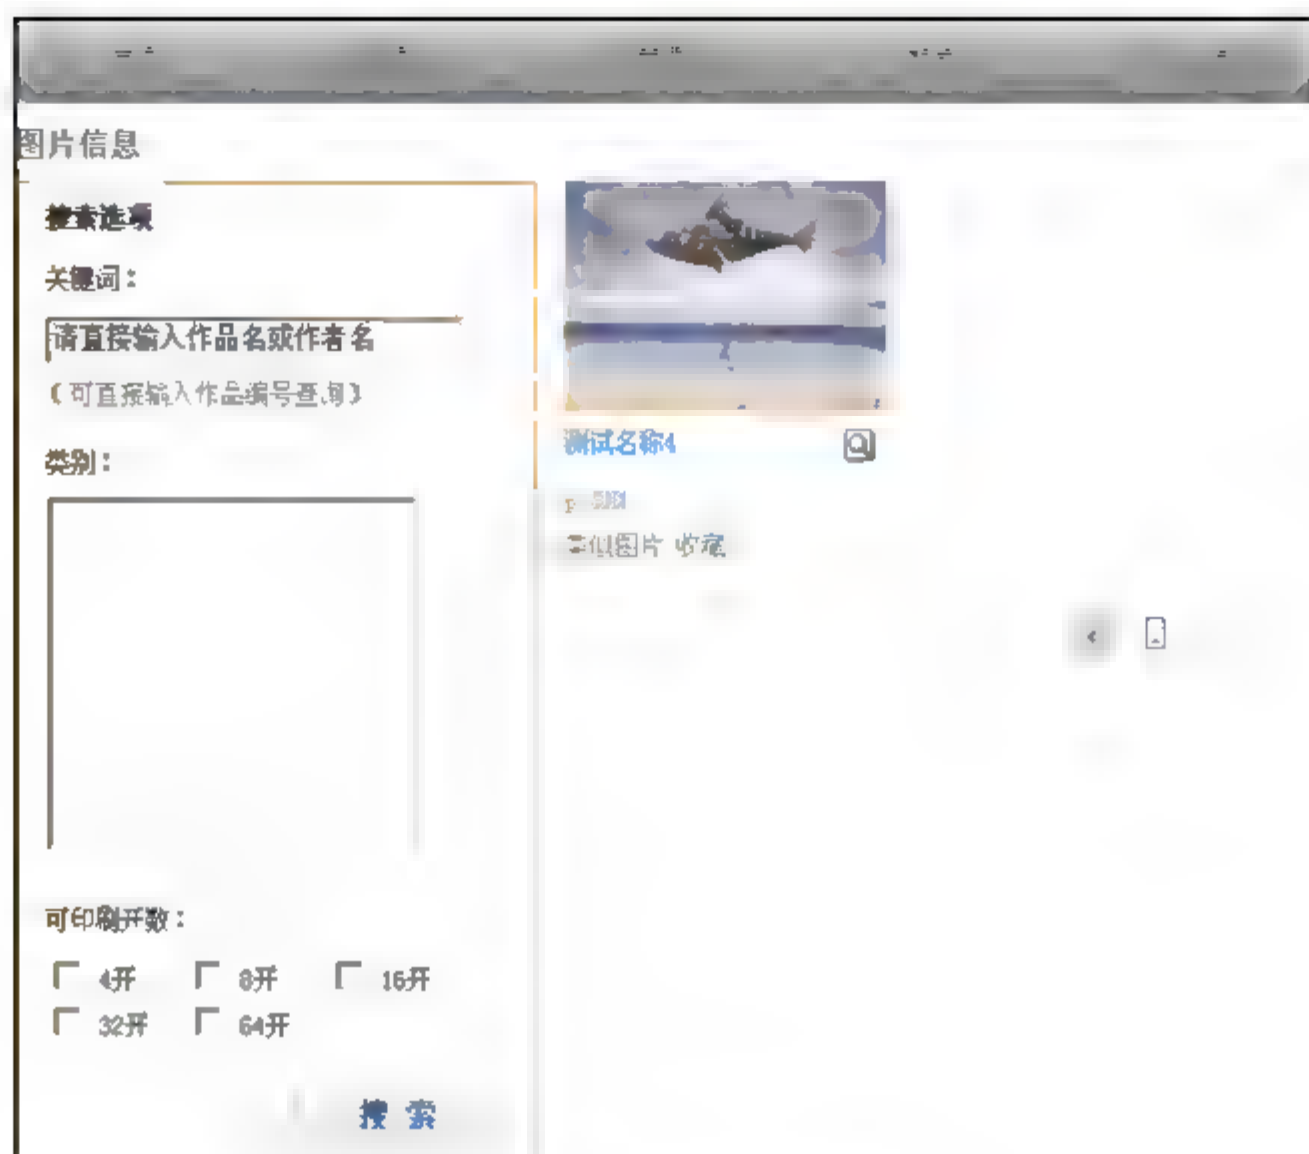 图片信息
搜索选项
关键词：
请直接输入作品名或作者名
(可直接输入作品编号查询)
类别：
可印刷开数：
4开 8开 16开
32开 64开
搜 索
测试名称4
类似图片 收藏